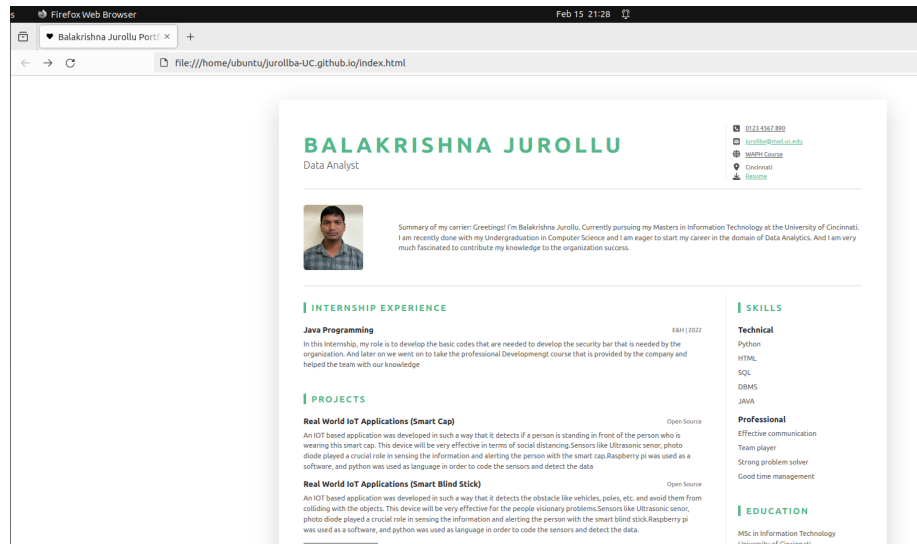 s Firefox Web Browser Feb 15 21:28
Balakrishna Jurollu Portf ×
+
file:///home/ubuntu/jurollba-UC.github.io/index.html
BALAKRISHNA JUROLLU
Data Analyst
0123 4567 890
jurollba@mail.uc.edu
WAPH Course
Cincinnati
Resume
Summary of my carrier: Greetings! I'm Balakrishna Jurollu. Currently pursuing my Masters in Information Technology at the University of Cincinnati.
I am recently done with my Undergraduation in Computer Science and I am eager to start my career in the domain of Data Analytics. And I am very
much fascinated to contribute my knowledge to the organization success.
INTERNSHIP EXPERIENCE
Java Programming E&H | 2022
In this Internship, my role is to develop the basic codes that are needed to develop the security bar that is needed by the
organization. And later on we went on to take the professional Developmengt course that is provided by the company and
helped the team with our knowledge
PROJECTS
Real World IoT Applications (Smart Cap) Open Source
An IOT based application was developed in such a way that it detects if a person is standing in front of the person who is
wearing this smart cap. This device will be very effective in terms of social distancing.Sensors like Ultrasonic senor, photo
diode played a crucial role in sensing the information and alerting the person with the smart cap.Raspberry pi was used as a
software, and python was used as language in order to code the sensors and detect the data
Real World IoT Applications (Smart Blind Stick) Open Source
An IOT based application was developed in such a way that it detects the obstacle like vehicles, poles, etc. and avoid them from
colliding with the objects. This device will be very effective for the people visionary problems.Sensors like Ultrasonic senor,
photo diode played a crucial role in sensing the information and alerting the person with the smart blind stick.Raspberry pi
was used as a software, and python was used as language in order to code the sensors and detect the data.
SKILLS
Technical
Python
HTML
SQL
DBMS
JAVA
Professional
Effective communication
Team player
Strong problem solver
Good time management
EDUCATION
MSc in Information Technology
University of Cincinnati